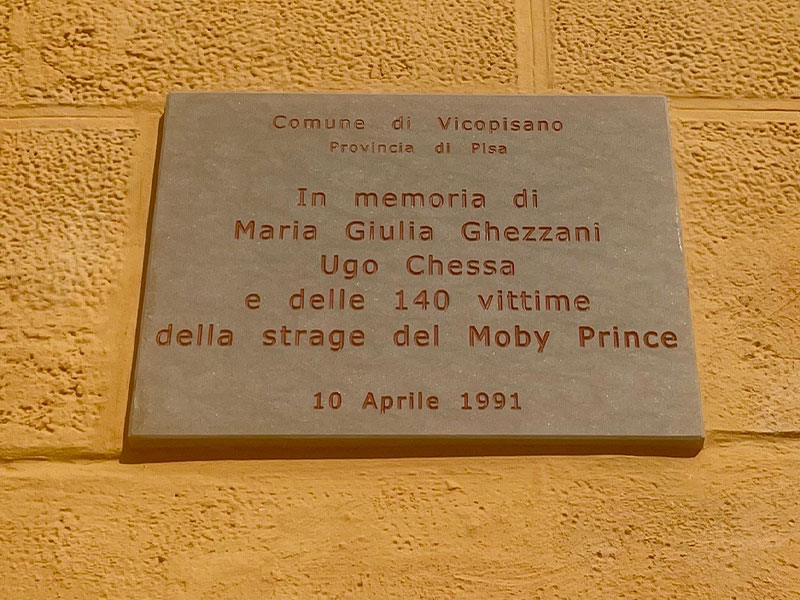 Comune di Vicopisano
Provincia di Pisa
In memoria di
Maria Giulia Ghezzani
Ugo Chessa
e delle 140 vittime
della strage del Moby Prince
10 Aprile 1991